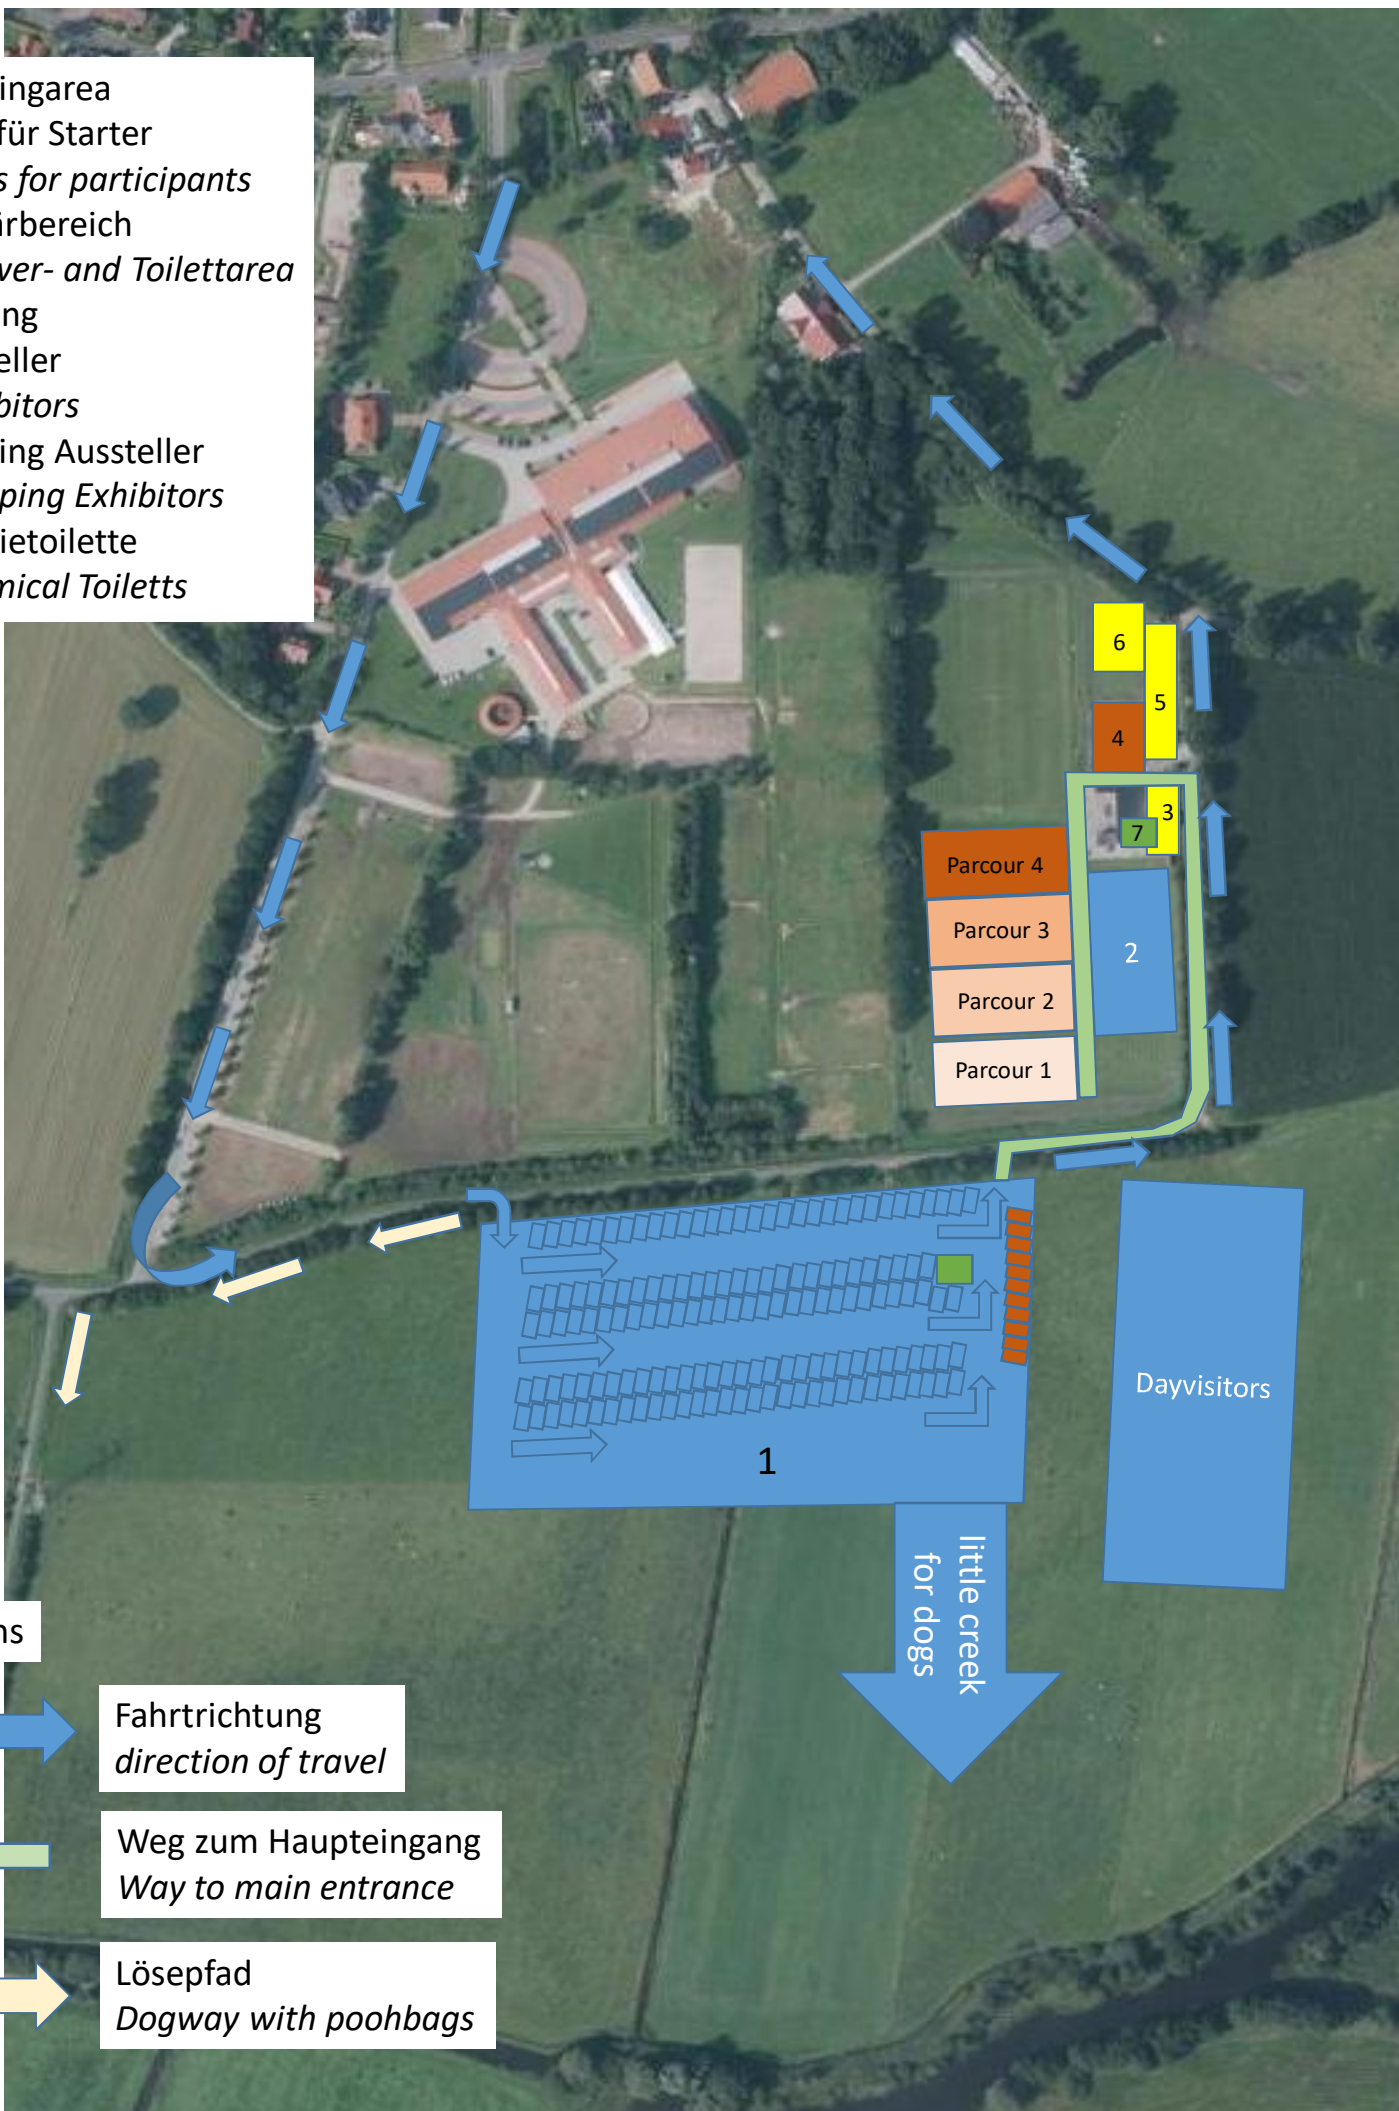 ingarea
für Starter
s for participants
irbereich
ver- and Toilettarea
ng
eller
bitors
ing Aussteller
ping Exhibitors
ietoilette
mical Toiletts
6
5
4
3
7
Parcour 4
Parcour 3
2
Parcour 2
Parcour 1
Dayvisitors
1
little creek
for dogs
ns
Fahrtrichtung
direction of travel
Weg zum Haupteingang
Way to main entrance
Lösepfad
Dogway with poohbags